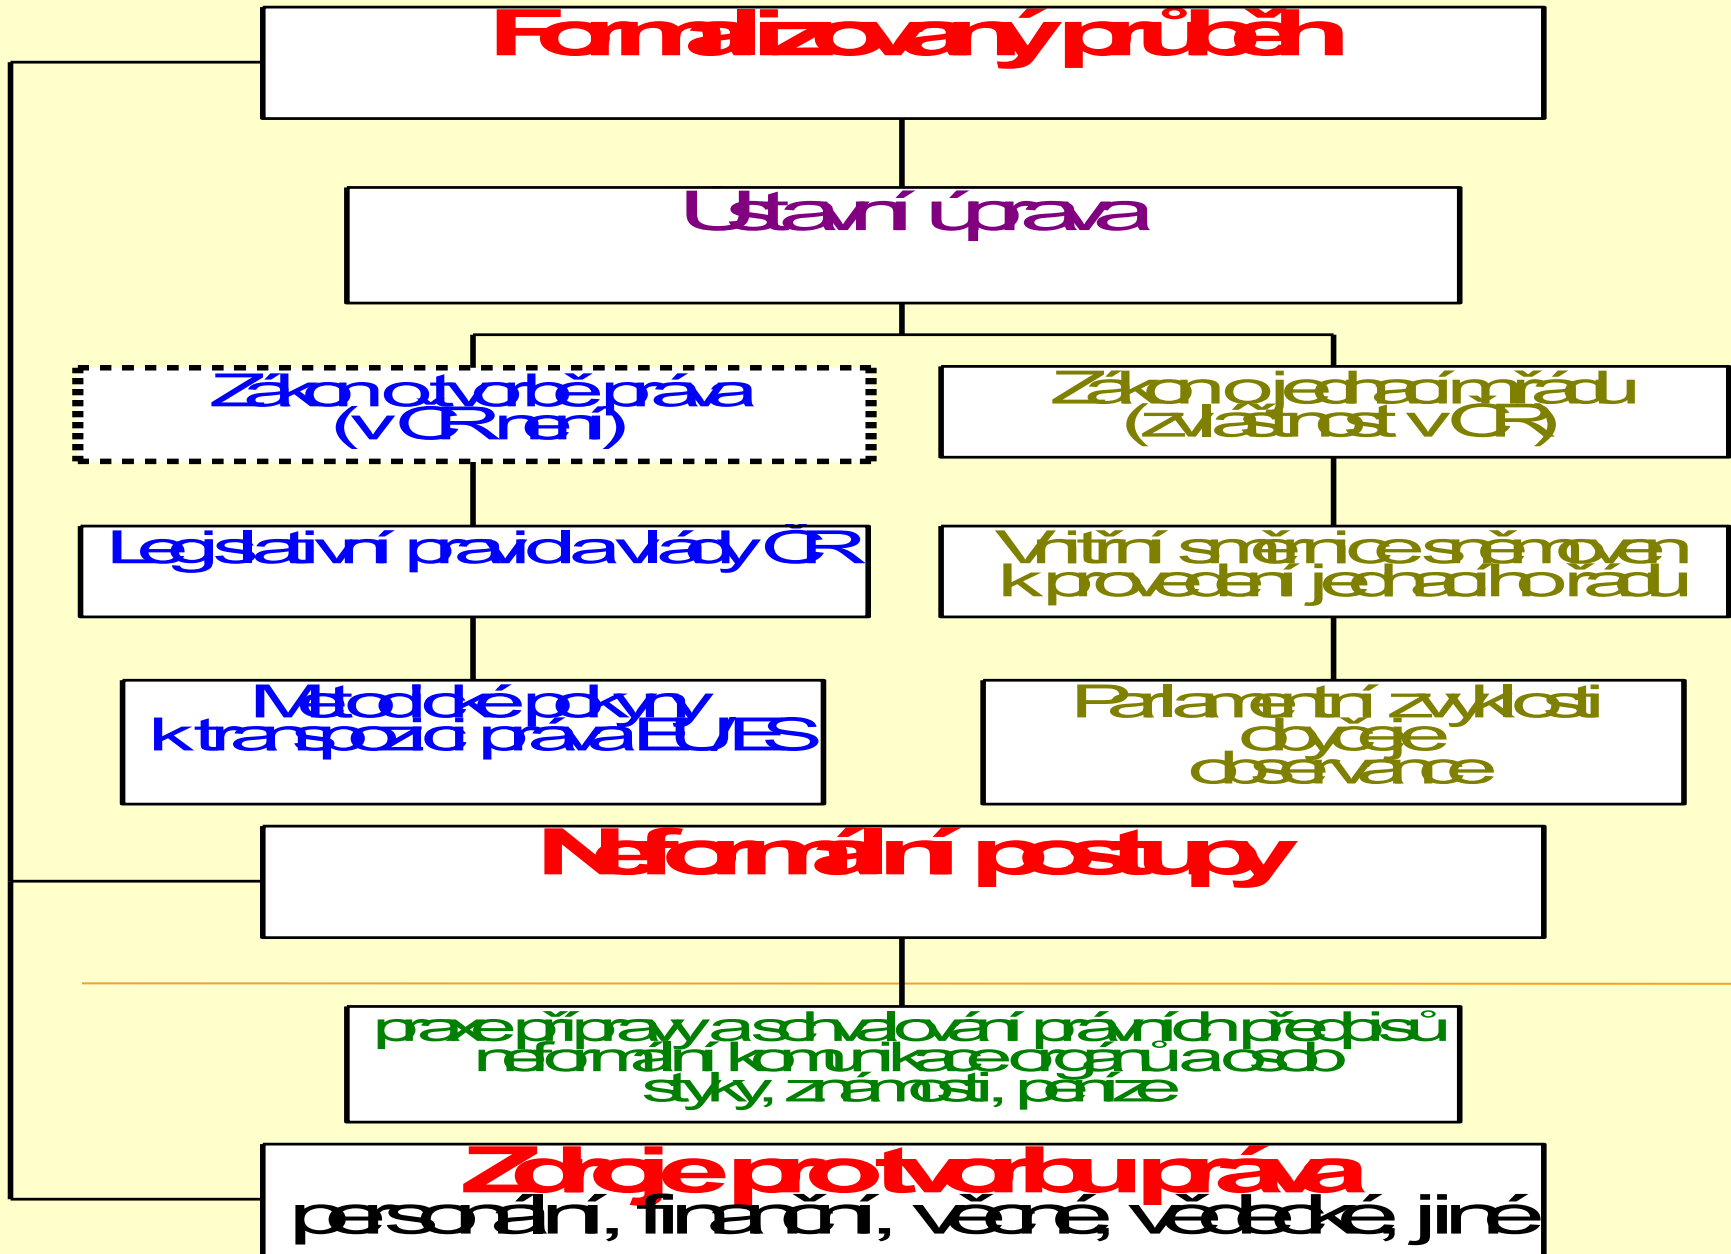 Formalizovaný průběh
Ústavní úprava
Zákon o tvorbě práva
(v ČR není)
Zákon o jednacím řádu
(zvláštnost v ČR)
Legislativní pravidla vlády ČR
Vnitřní směrnice sněmoven
k provedení jednacího řádu
Metodické pokyny
k transpozici práva EU/ES
Parlamentní zvyklosti
obyčeje
observance
Neformální postupy
praxe přípravy a schvalování právních předpisů
neformální komunikace orgánů a osob
styky, známosti, peníze
Zdroje pro tvorbu práva
personální, finanční, věcné, vědecké, jiné